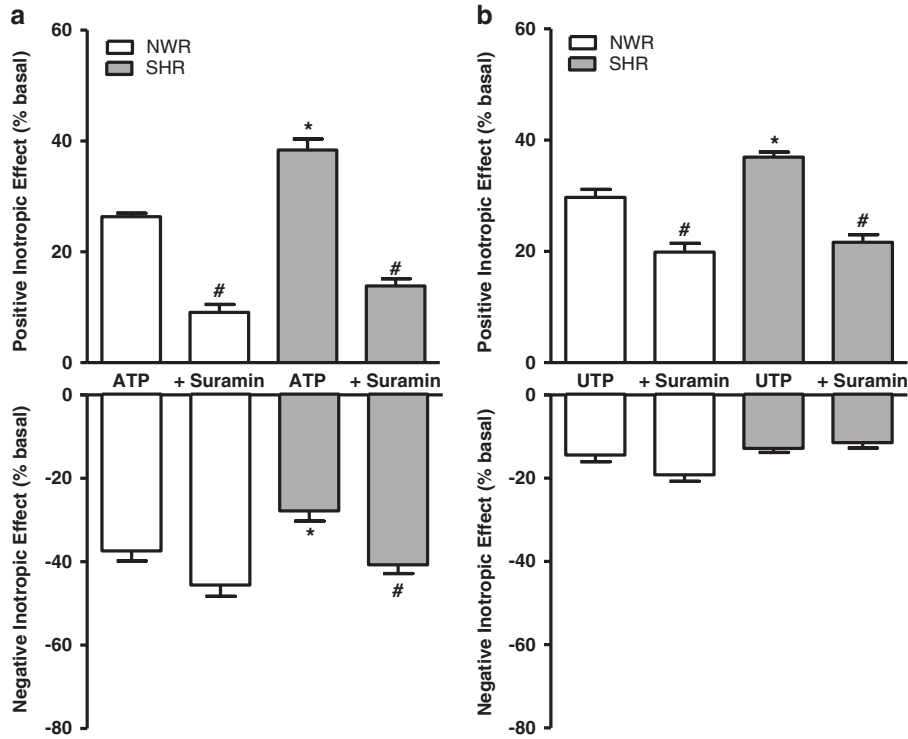 a
Positive Inotropic Effect (% basal)
60
40
20
0
NWR
SHR
#
*
#
ATP
+ Suramin
ATP
+ Suramin
Negative Inotropic Effect (% basal)
0
-20
-40
-60
-80
*
#
b
Positive Inotropic Effect (% basal)
60
40
20
0
NWR
SHR
#
*
#
UTP
+ Suramin
UTP
+ Suramin
Negative Inotropic Effect (% basal)
0
-20
-40
-60
-80